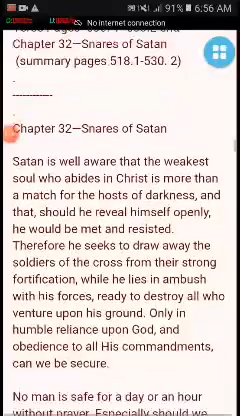 91% 6:56 AM
No internet connection
Chapter 32—Snares of Satan
(summary pages 518.1-530. 2)
.
------------
.
Chapter 32—Snares of Satan
Satan is well aware that the weakest
soul who abides in Christ is more than
a match for the hosts of darkness, and
that, should he reveal himself openly,
he would be met and resisted.
Therefore he seeks to draw away the
soldiers of the cross from their strong
fortification, while he lies in ambush
with his forces, ready to destroy all who
venture upon his ground. Only in
humble reliance upon God, and
obedience to all His commandments,
can we be secure.
No man is safe for a day or an hour
without prayer. Especially should we